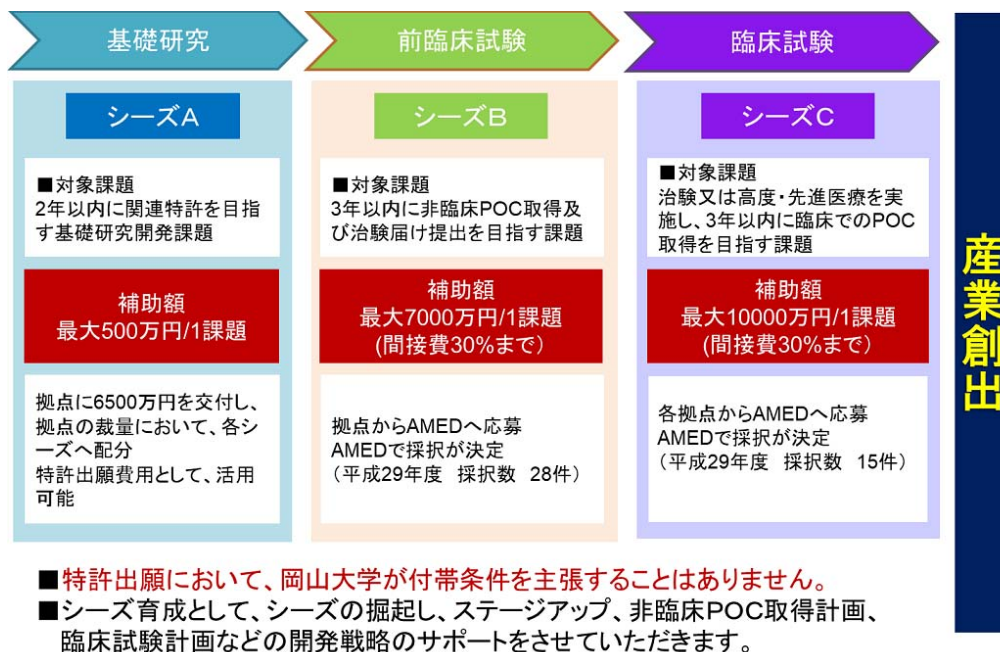 基礎研究
前臨床試験
臨床試験
シーズA
■対象課題
2年以内に関連特許を目指
す基礎研究開発課題
補助額
最大500万円/1課題
拠点に6500万円を交付し、
拠点の裁量において、各シ
ーズへ配分
特許出願費用として、活用
可能
シーズB
■対象課題
3年以内に非臨床POC取得及
び治験届け提出を目指す課題
補助額
最大7000万円/1課題
(間接費30%まで)
拠点からAMEDへ応募
AMEDで採択が決定
(平成29年度 採択数 28件)
シーズC
■対象課題
治験又は高度・先進医療を実
施し、3年以内に臨床でのPOC
取得を目指す課題
補助額
最大10000万円/1課題
(間接費30%まで)
各拠点からAMEDへ応募
AMEDで採択が決定
(平成29年度 採択数 15件)
産業創出
■特許出願において、岡山大学が付帯条件を主張することはありません。
■シーズ育成として、シーズの掘起し、ステージアップ、非臨床POC取得計画、
臨床試験計画などの開発戦略のサポートをさせていただきます。